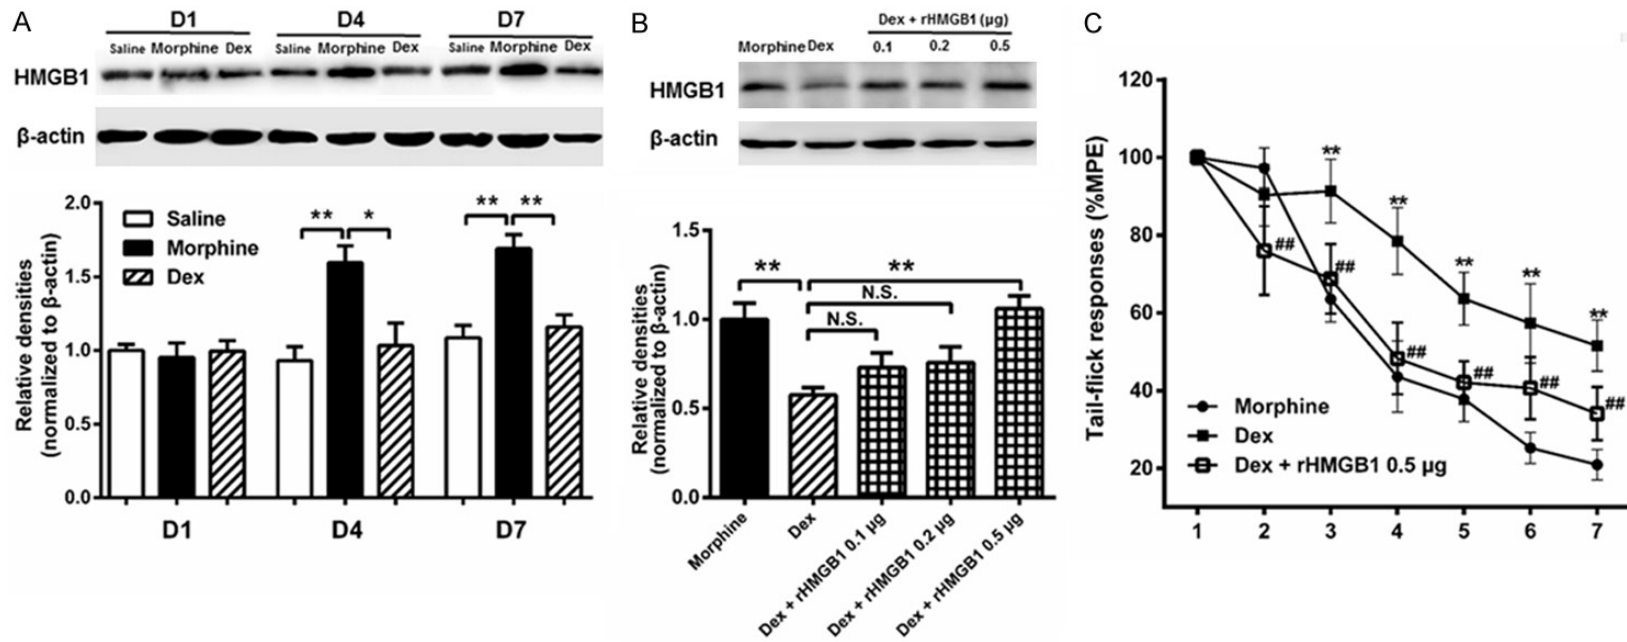 A
D1 D4 D7
Saline Morphine Dex Saline Morphine Dex Saline Morphine Dex
HMGB1
β-actin
2.0
1.5
1.0
0.5
0.0
Relative densities
(normalized to β-actin)
Saline
Morphine
Dex
** *
** **
D1 D4 D7
B
Dex + rHMGB1 (µg)
Morphine Dex 0.1 0.2 0.5
HMGB1
β-actin
1.5
1.0
0.5
0.0
Relative densities
(normalized to β-actin)
** **
N.S.
N.S.
Morphine
Dex
Dex + rHMGB1 0.1 µg
Dex + rHMGB1 0.2 µg
Dex + rHMGB1 0.5 µg
C
120
100
80
60
40
20
Tail-flick responses (%MPE)
** ** ** ** **
## ## ## ## ## ##
Morphine
Dex
Dex + rHMGB1 0.5 µg
1 2 3 4 5 6 7